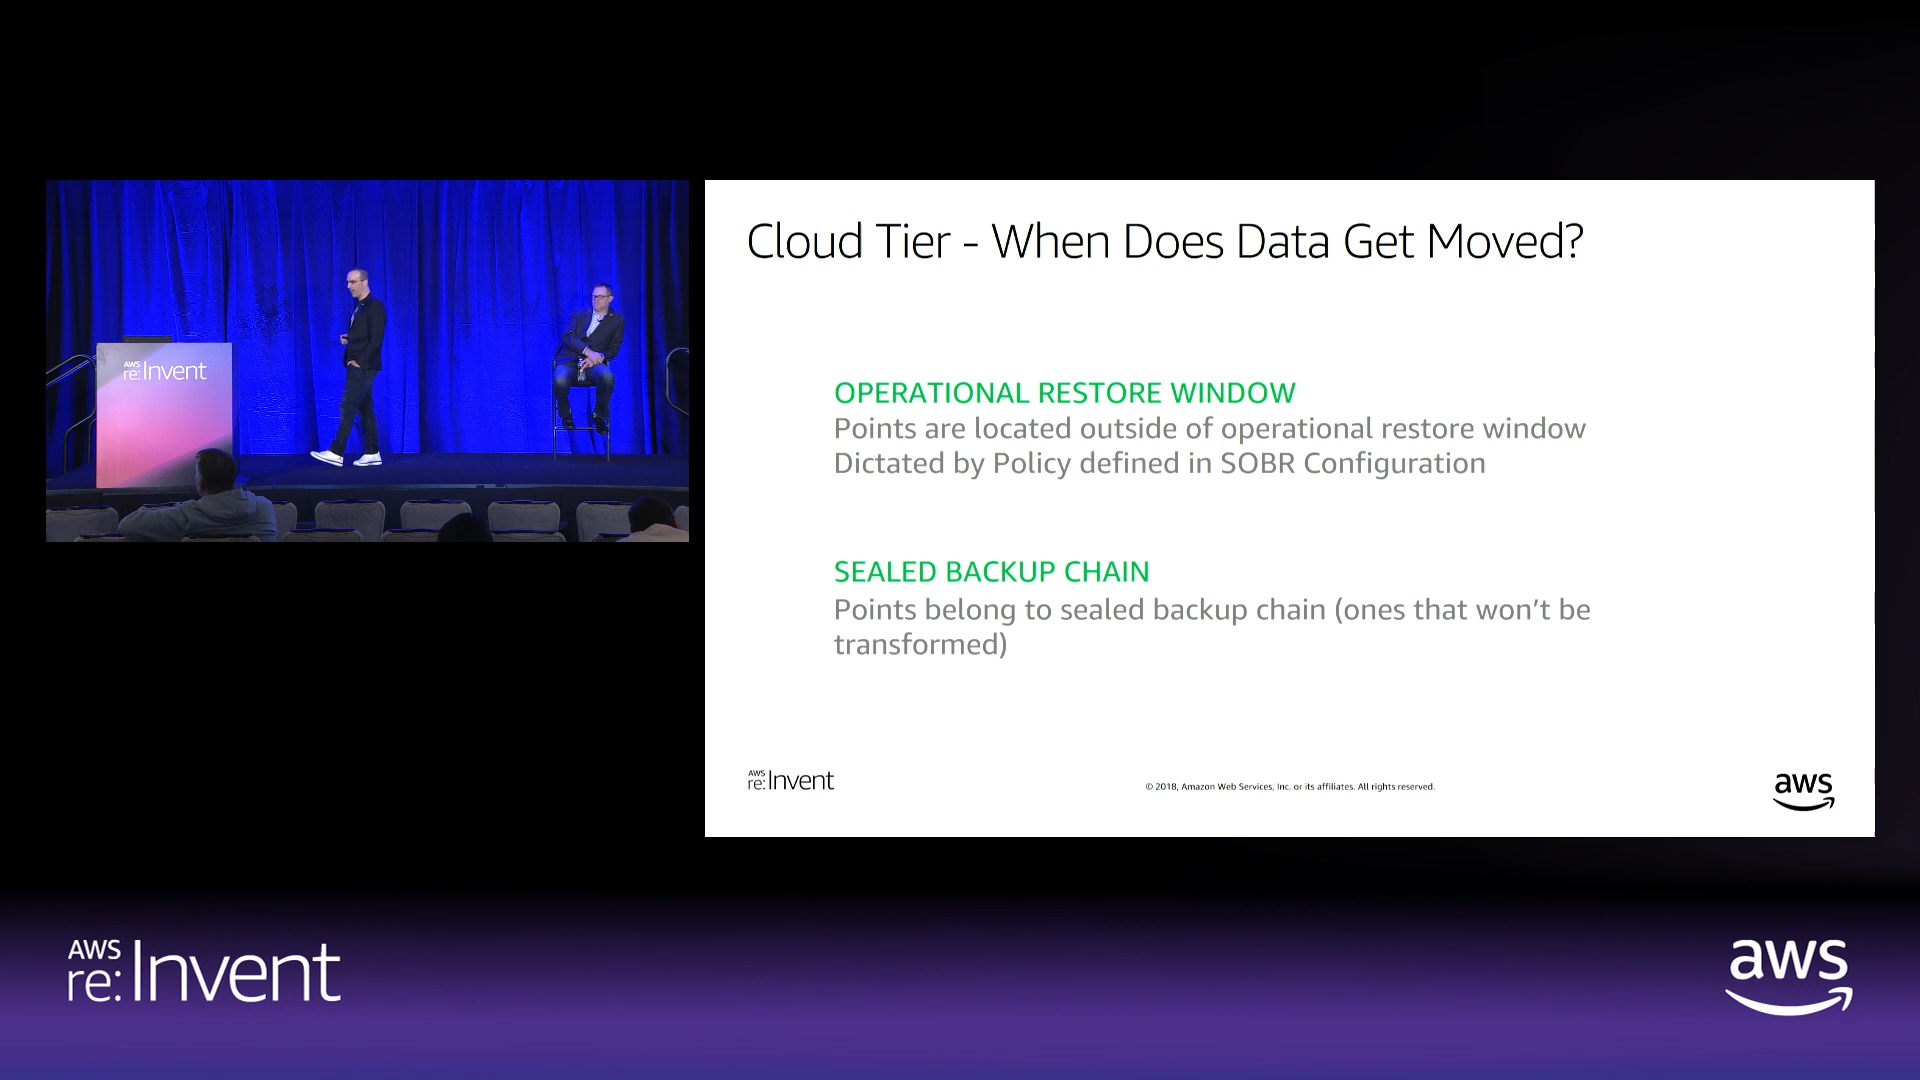 AWS
re:Invent
Cloud Tier - When Does Data Get Moved?
OPERATIONAL RESTORE WINDOW
Points are located outside of operational restore window
Dictated by Policy defined in SOBR Configuration
SEALED BACKUP CHAIN
Points belong to sealed backup chain (ones that won’t be
transformed)
AWS
re:Invent
© 2018, Amazon Web Services, Inc. or its affiliates. All rights reserved.
aws
AWS
re:Invent
aws